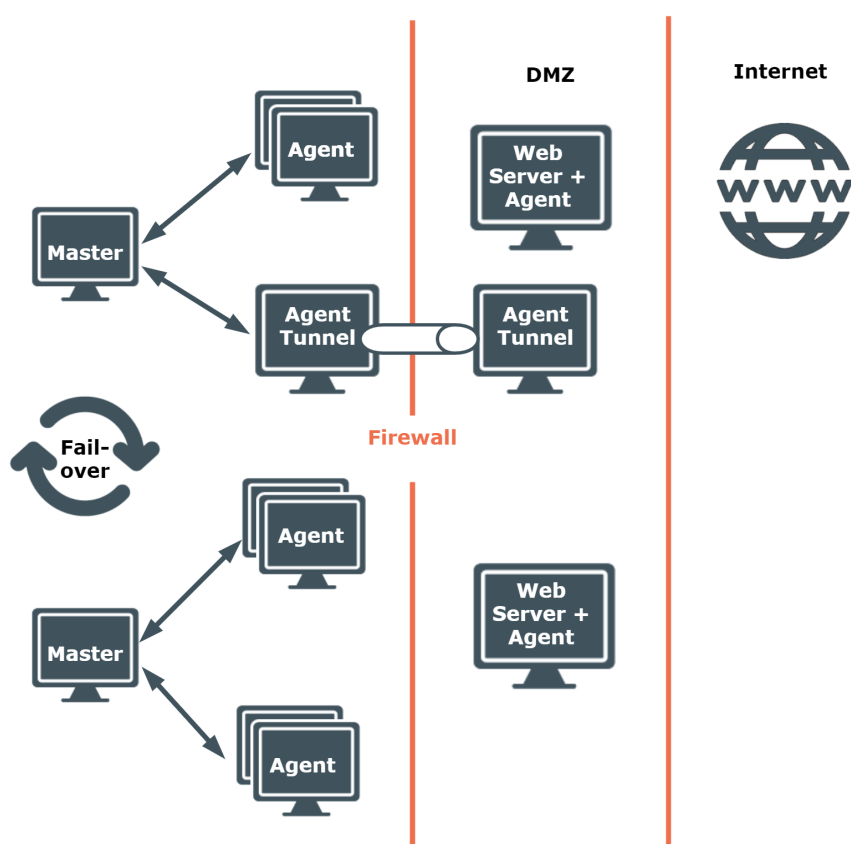 DMZ
Internet
Agent
Web
Server +
Agent
www
Master
Agent
Tunnel
Agent
Tunnel
Firewall
Fail-
over
Agent
Web
Server +
Agent
Master
Agent